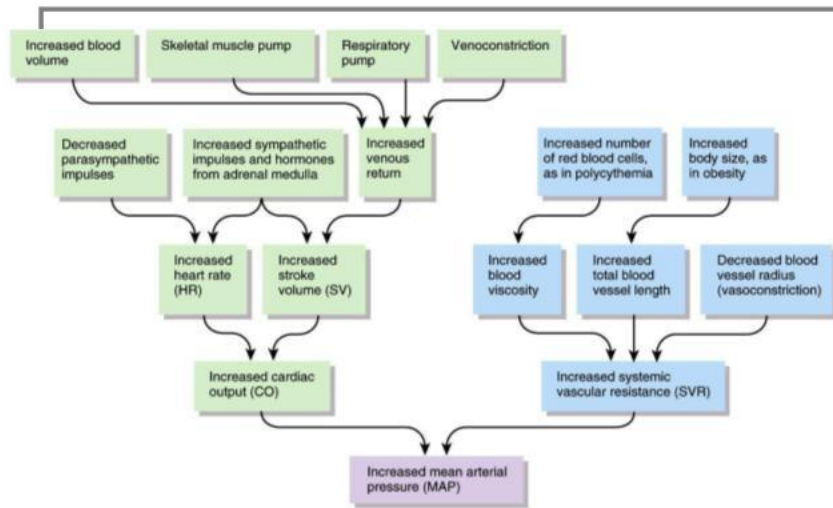 Increased blood
volume
Skeletal muscle pump
Respiratory
pump
Venoconstriction
Decreased
parasympathetic
impulses
Increased sympathetic
impulses and hormones
from adrenal medulla
Increased
venous
return
Increased number
of red blood cells,
as in polycythemia
Increased
body size, as
in obesity
Increased
heart rate
(HR)
Increased
stroke
volume (SV)
Increased
blood
viscosity
Increased
total blood
vessel length
Decreased blood
vessel radius
(vasoconstriction)
Increased cardiac
output (CO)
Increased systemic
vascular resistance (SVR)
Increased mean arterial
pressure (MAP)